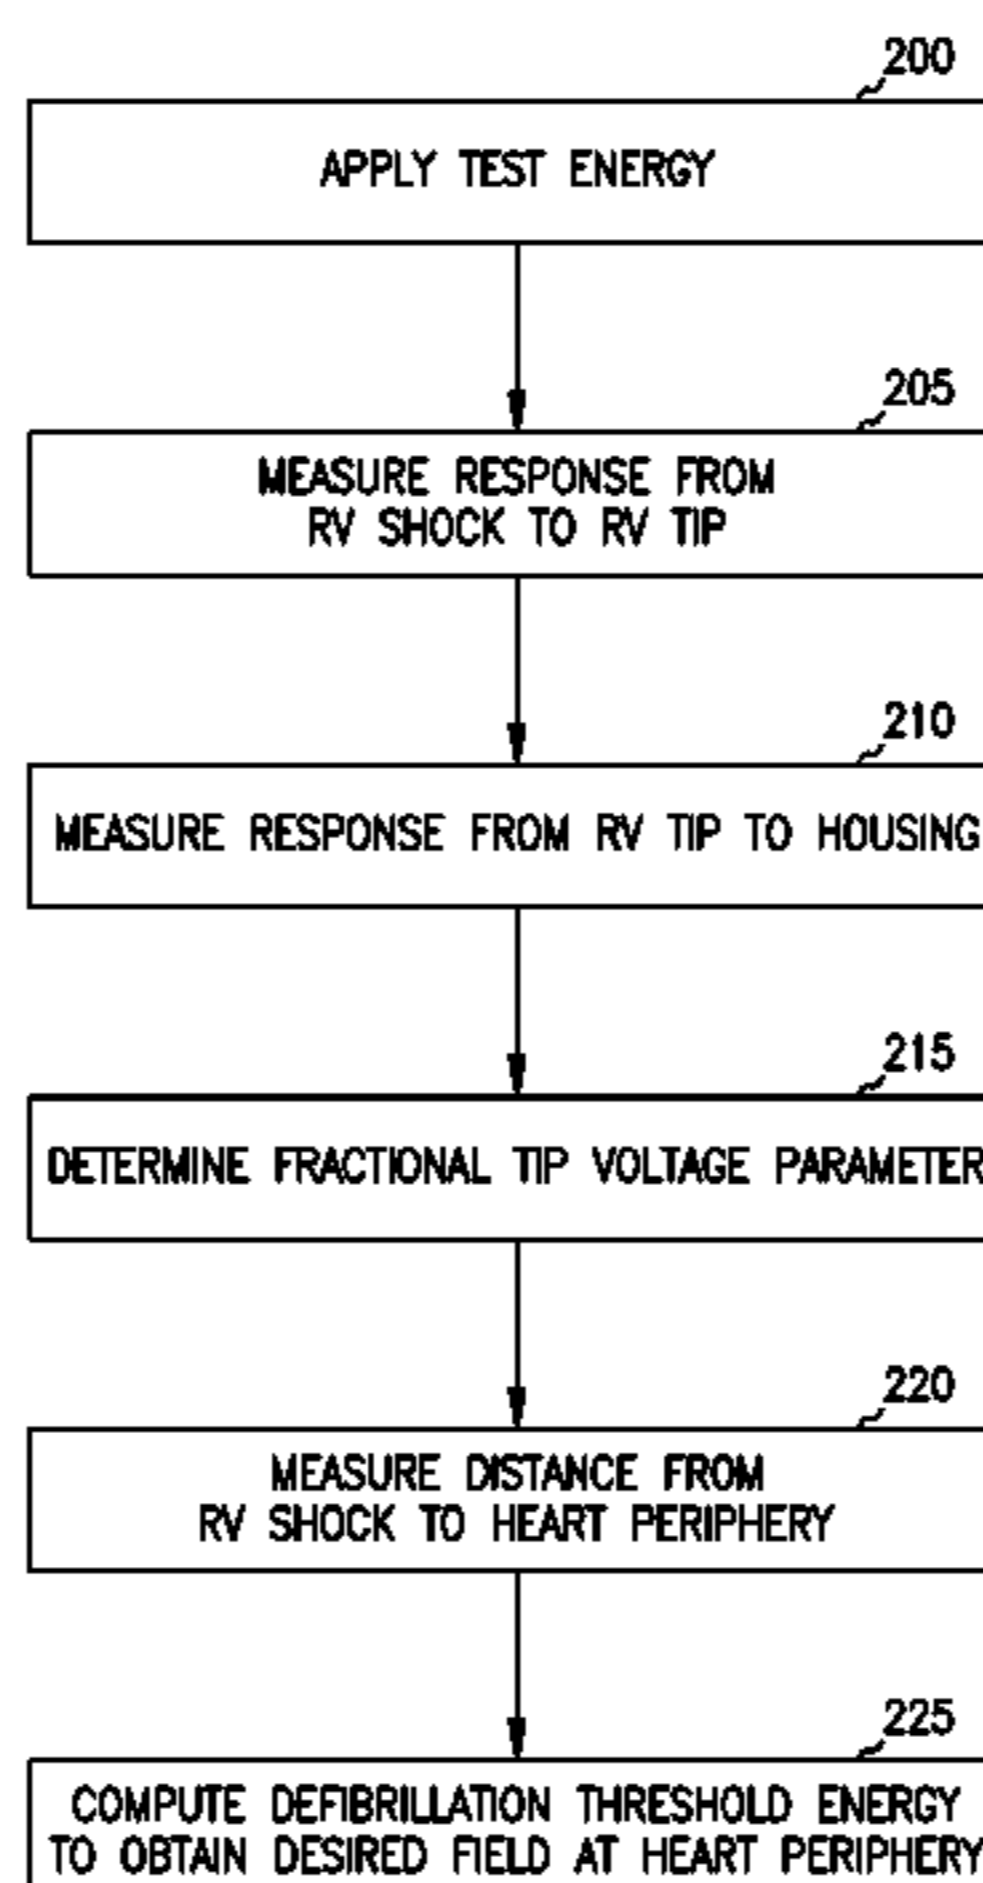 200
APPLY TEST ENERGY
205
MEASURE RESPONSE FROM
RV SHOCK TO RV TIP
210
MEASURE RESPONSE FROM RV TIP TO HOUSING
215
DETERMINE FRACTIONAL TIP VOLTAGE PARAMETER
220
MEASURE DISTANCE FROM
RV SHOCK TO HEART PERIPHERY
225
COMPUTE DEFIBRILLATION THRESHOLD ENERGY
TO OBTAIN DESIRED FIELD AT HEART PERIPHERY